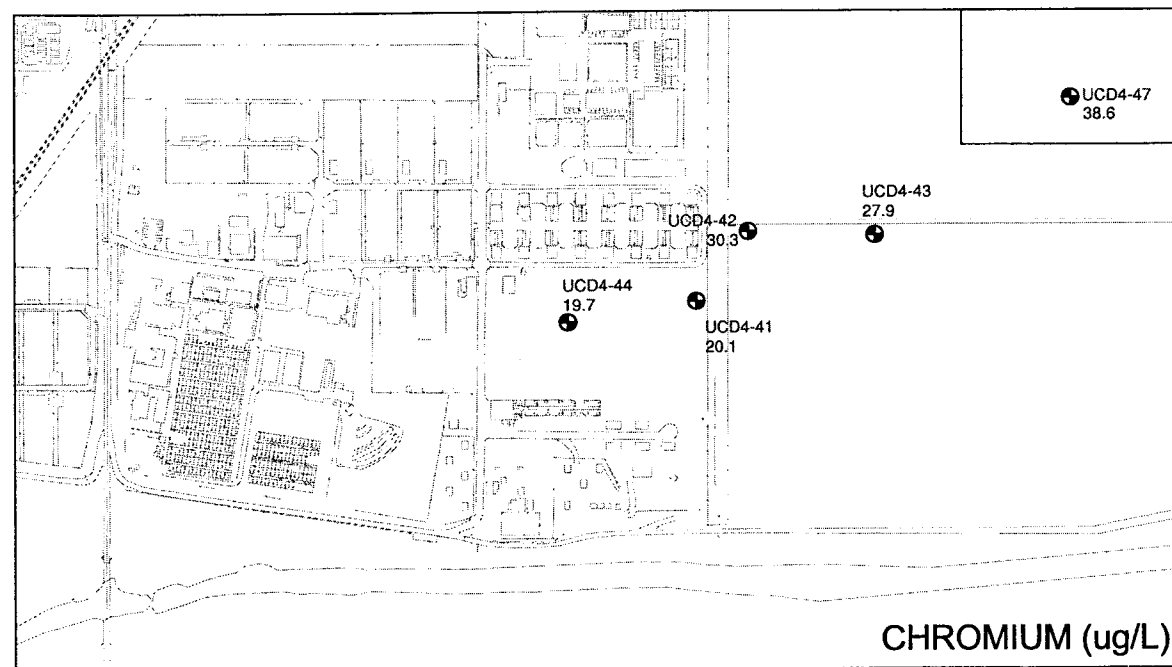 UCD4-47
38.6
UCD4-43
27.9
UCD4-42
30.3
UCD4-44
19.7
UCD4-41
20.1
CHROMIUM (ug/L)